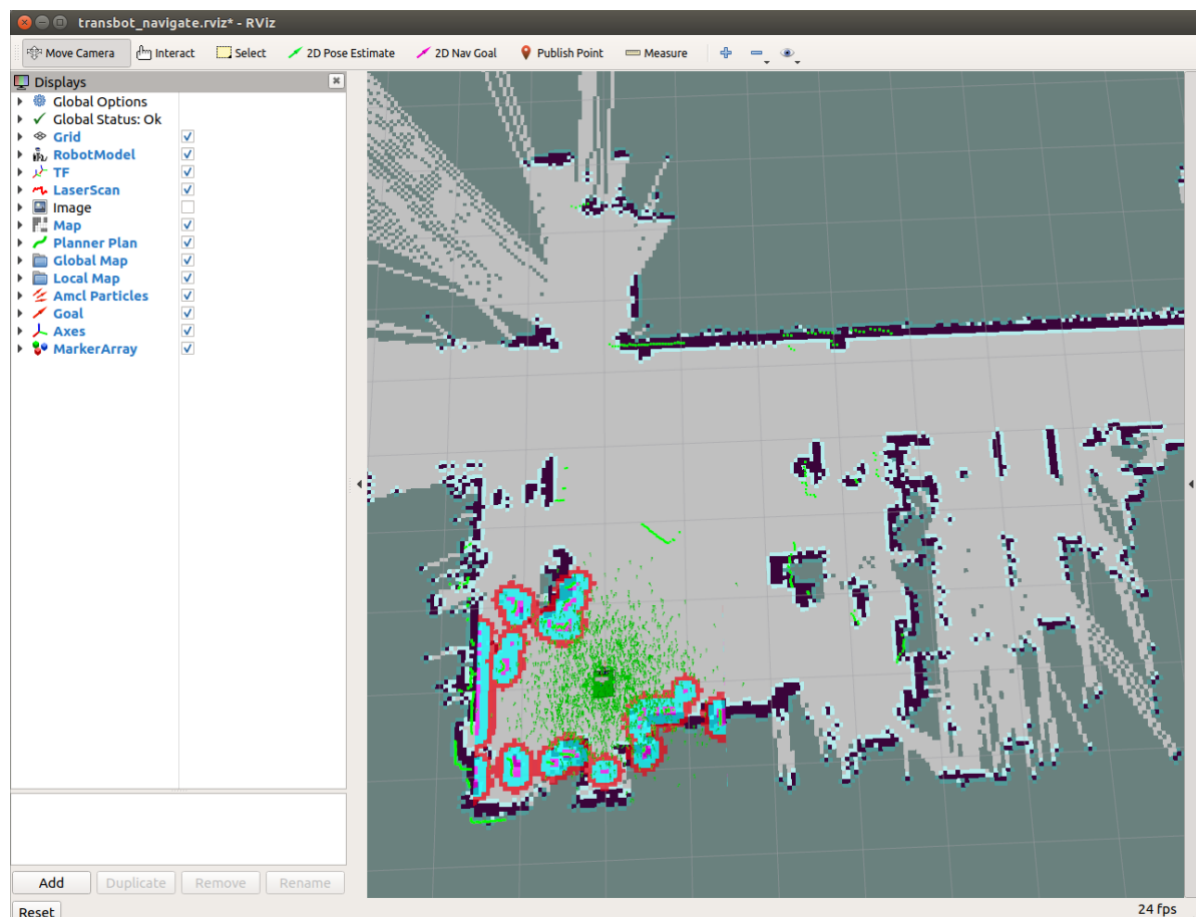 transbot_navigate.rviz* - RViz
Move Camera Interact Select 2D Pose Estimate 2D Nav Goal Publish Point Measure
Displays
Global Options
Global Status: Ok
Grid
RobotModel
TF
LaserScan
Image
Map
Planner Plan
Global Map
Local Map
Amcl Particles
Goal
Axes
MarkerArray
Add Duplicate Remove Rename
Reset
24 fps